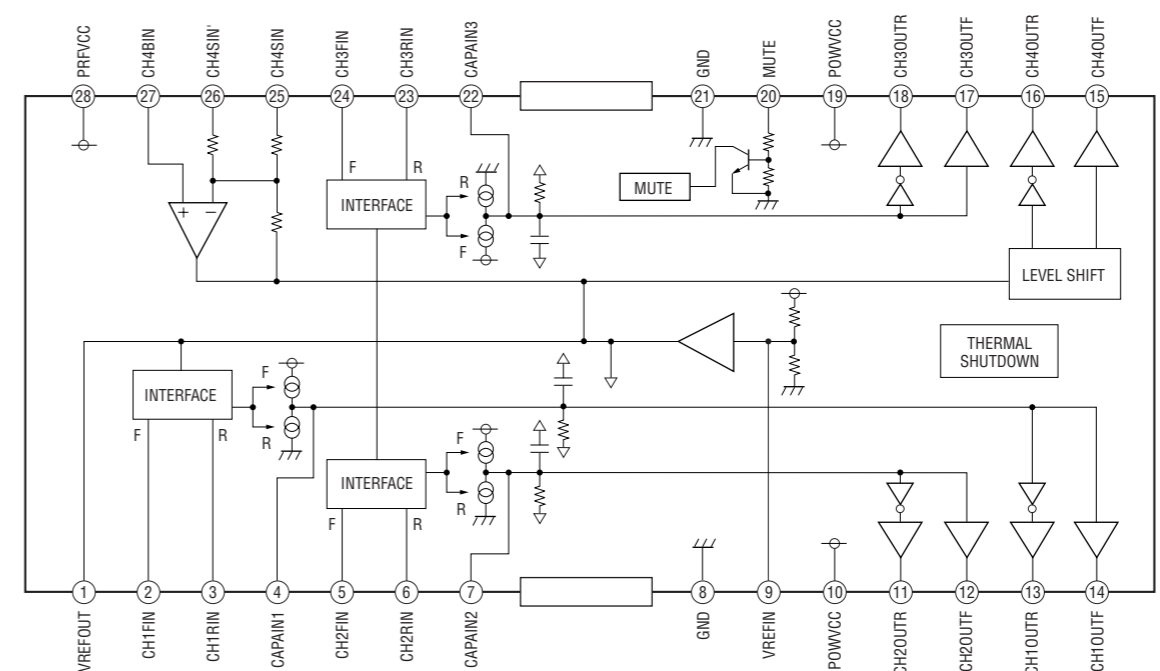 PRFVCC
CH4BIN
CH4SIN'
CH4SIN
CH3FIN
CH3RIN
CAPAIN3
GND
MUTE
POWVCC
CH3OUTR
CH3OUTF
CH4OUTR
CH4OUTF
28
27
26
25
24
23
22
21
20
19
18
17
16
15
F
R
INTERFACE
R
F
MUTE
+
−
LEVEL SHIFT
THERMAL
SHUTDOWN
INTERFACE
F
R
F
R
INTERFACE
F
R
F
R
1
2
3
4
5
6
7
8
9
10
11
12
13
14
VREFOUT
CH1FIN
CH1RIN
CAPAIN1
CH2FIN
CH2RIN
CAPAIN2
GND
VREFIN
POWVCC
CH2OUTR
CH2OUTF
CH1OUTR
CH1OUTF